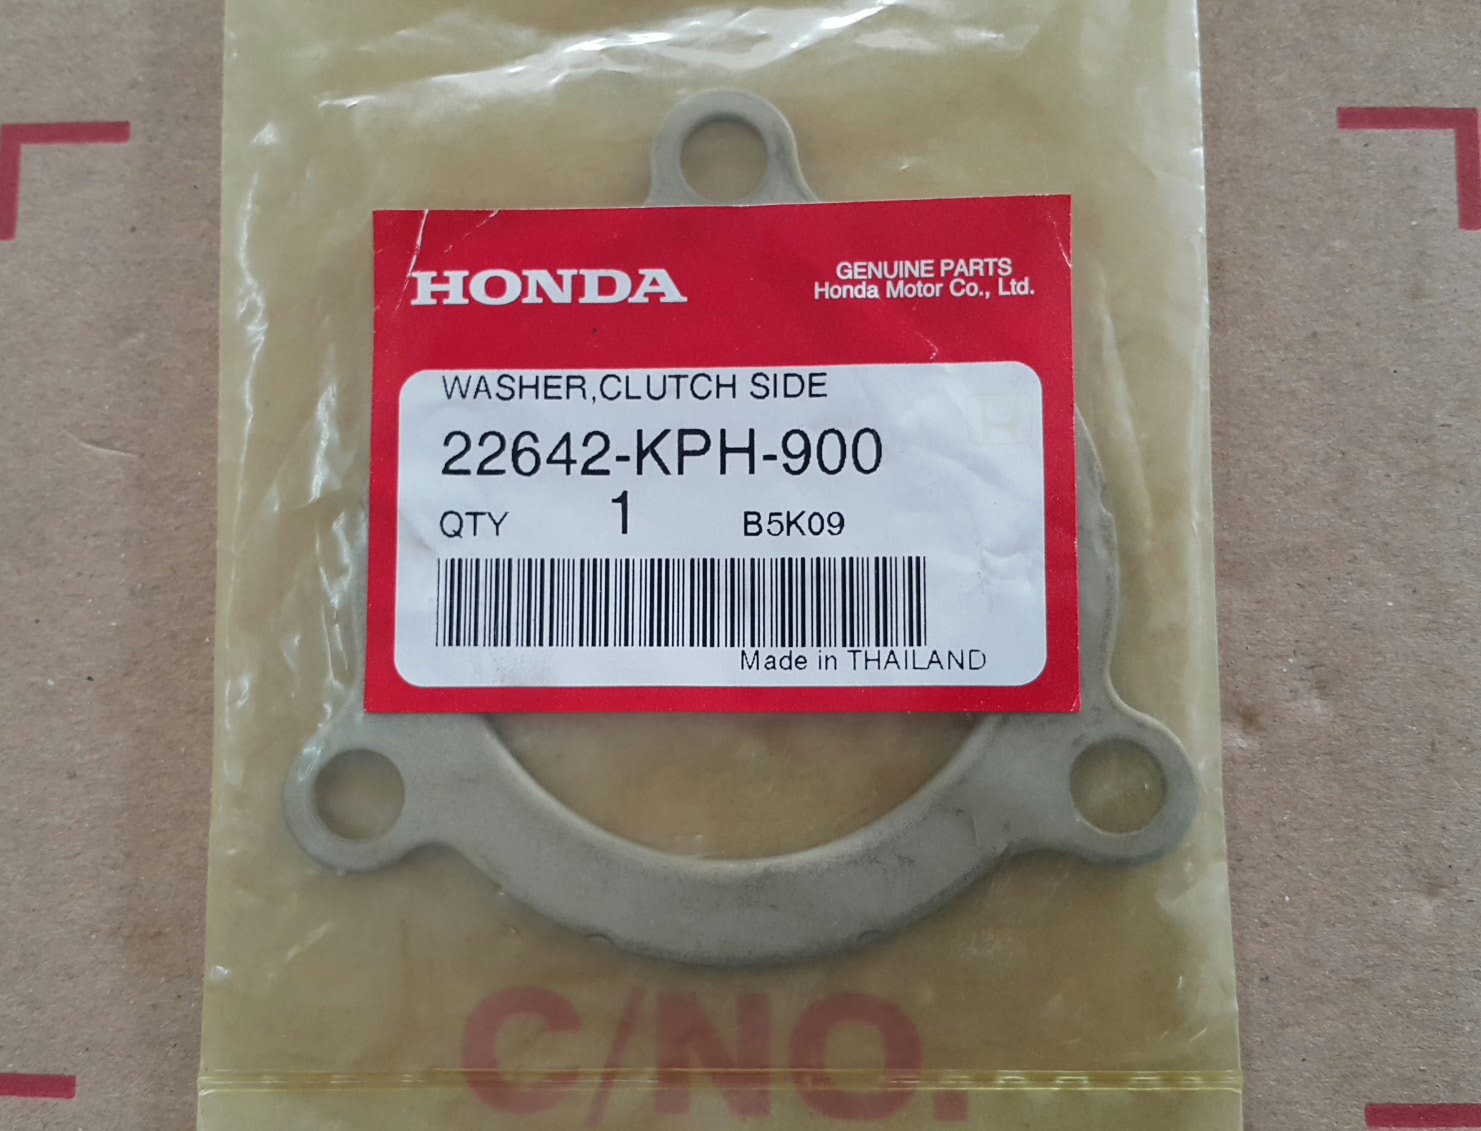 HONDA
GENUINE PARTS
Honda Motor Co., Ltd.
WASHER,CLUTCH SIDE
22642-KPH-900
QTY 1 B5K09
Made in THAILAND
C/NO.